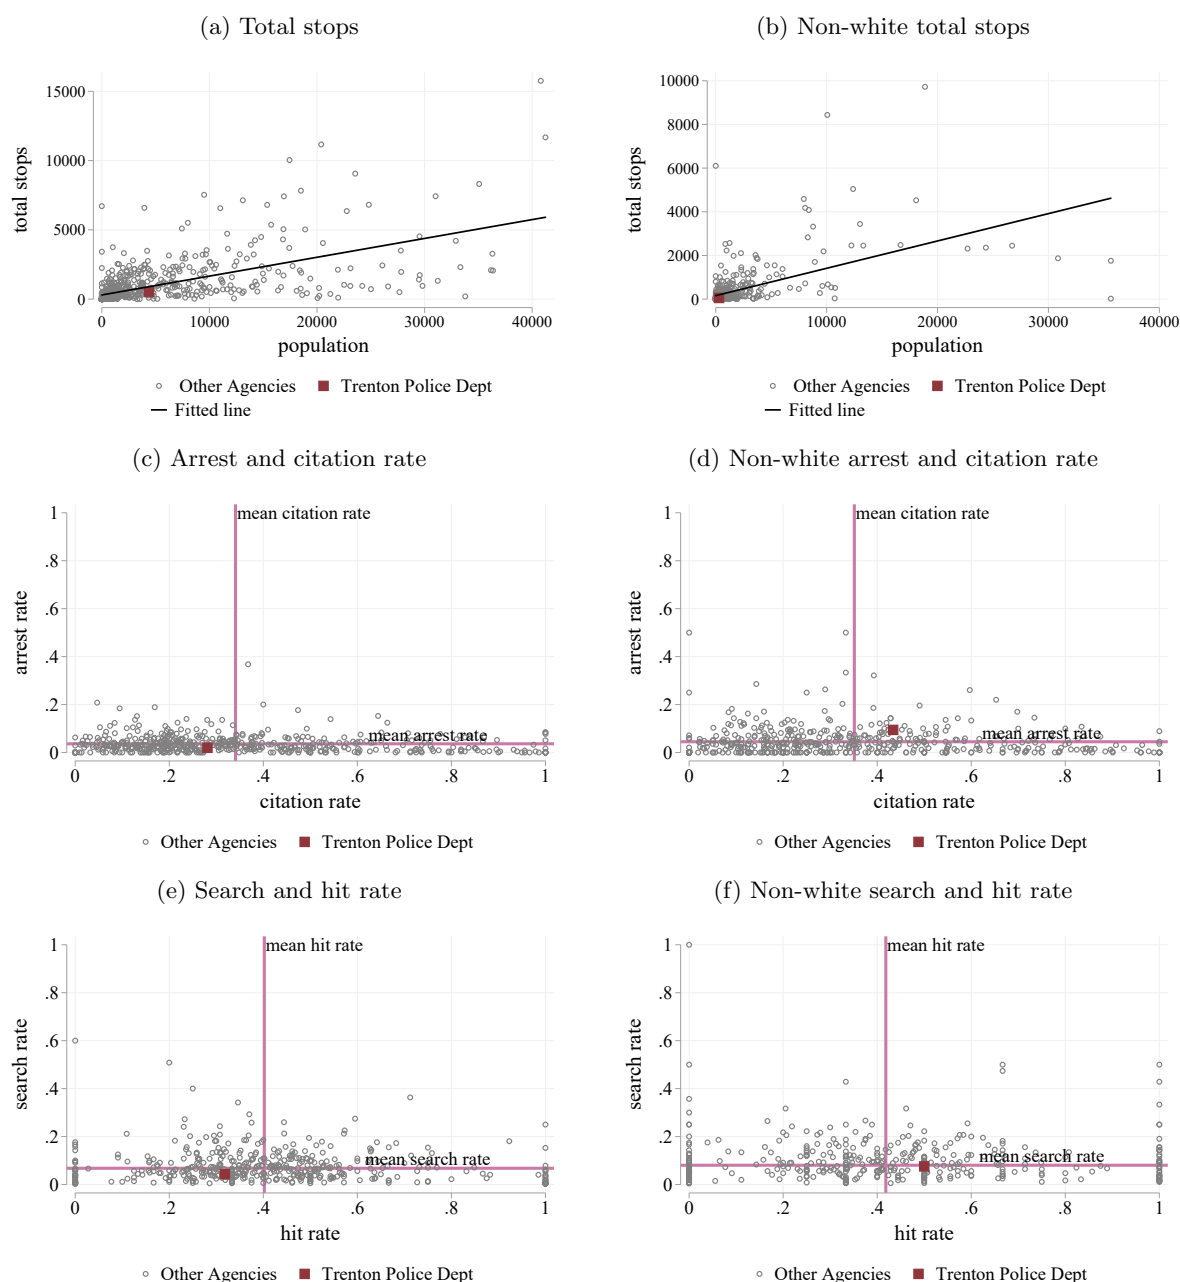 (a) Total stops
(b) Non-white total stops
total stops
15000
10000
5000
0
0 10000 20000 30000 40000
population
Other Agencies Trenton Police Dept
Fitted line
total stops
10000
8000
6000
4000
2000
0
0 10000 20000 30000 40000
population
Other Agencies Trenton Police Dept
Fitted line
(c) Arrest and citation rate
(d) Non-white arrest and citation rate
mean citation rate
arrest rate
1
.8
.6
.4
.2
0
mean arrest rate
0 .2 .4 .6 .8 1
citation rate
Other Agencies Trenton Police Dept
mean citation rate
arrest rate
1
.8
.6
.4
.2
0
mean arrest rate
0 .2 .4 .6 .8 1
citation rate
Other Agencies Trenton Police Dept
(e) Search and hit rate
(f) Non-white search and hit rate
mean hit rate
search rate
1
.8
.6
.4
.2
0
mean search rate
0 .2 .4 .6 .8 1
hit rate
Other Agencies Trenton Police Dept
mean hit rate
search rate
1
.8
.6
.4
.2
0
mean search rate
0 .2 .4 .6 .8 1
hit rate
Other Agencies Trenton Police Dept